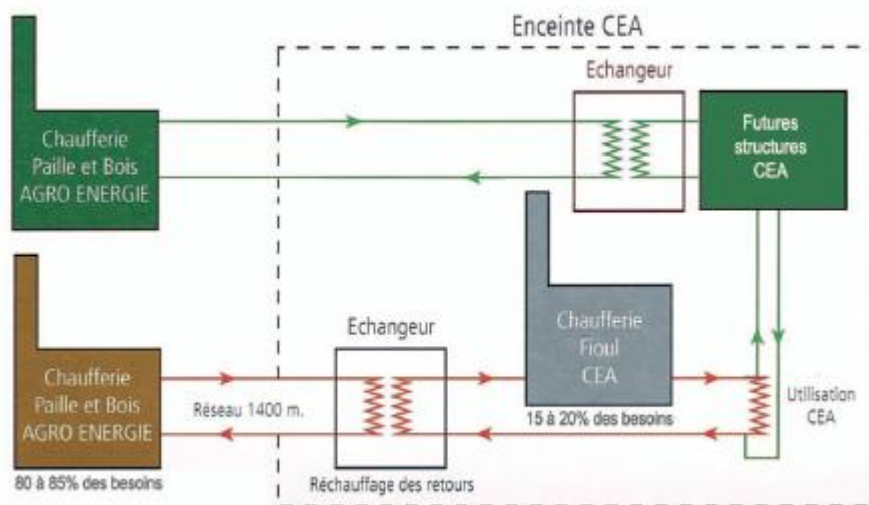 Enceinte CEA
Echangeur
Chaufferie
Paille et Bois
AGRO ENERGIE
Futures
structures
CEA
Echangeur
Chaufferie
Fioul
CEA
Chaufferie
Paille et Bois
AGRO ENERGIE
Réseau 1400 m.
Utilisation
CEA
15 à 20% des besoins
80 à 85% des besoins
Réchauffage des retours